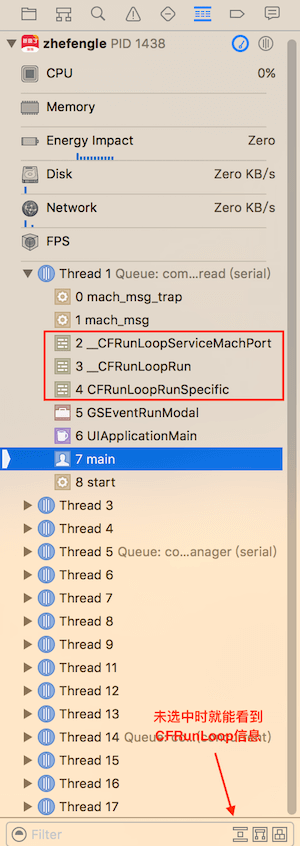 zhefengle PID 1438
CPU 0%
Memory
Energy Impact Zero
Disk Zero KB/s
Network Zero KB/s
FPS
Thread 1 Queue: com...read (serial)
0 mach_msg_trap
1 mach_msg
2 __CFRunLoopServiceMachPort
3 __CFRunLoopRun
4 CFRunLoopRunSpecific
5 GSEventRunModal
6 UIApplicationMain
7 main
8 start
Thread 3
Thread 4
Thread 5 Queue: co...anager (serial)
Thread 6
Thread 7
Thread 8
Thread 9
Thread 11
Thread 12
Thread 13
未选中时就能看到
Thread 14
CFRunLoop信息
Thread 15
Thread 16
Thread 17
Filter